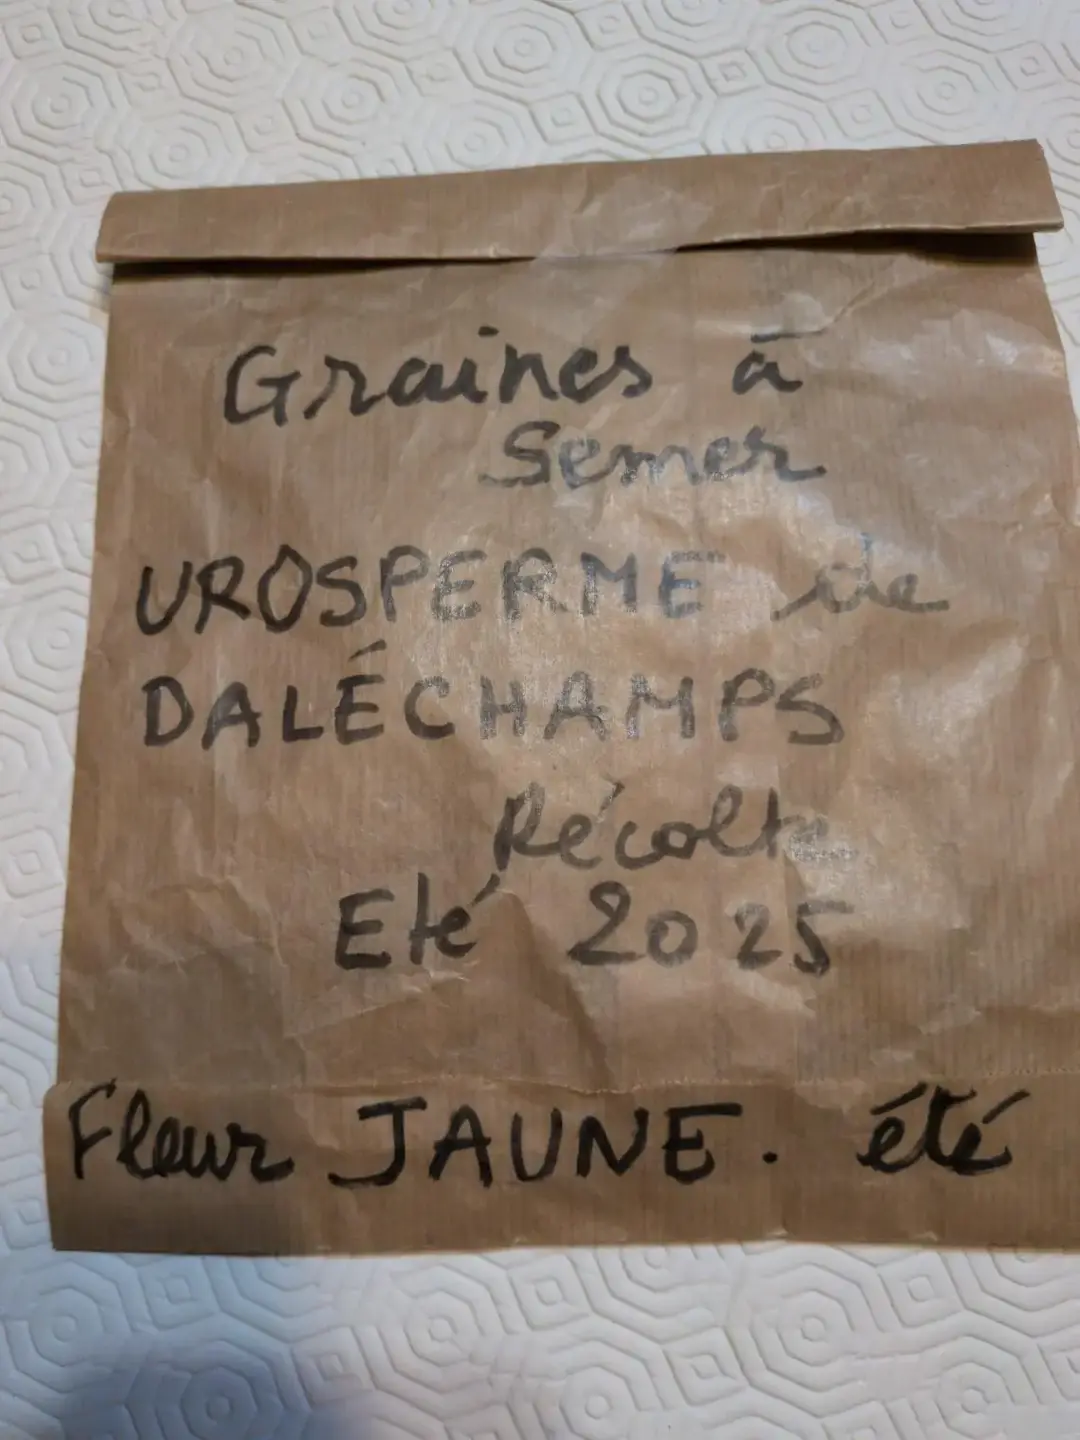 Graines à
Semer
UROSPERME de
DALÉCHAMPS
Récolte
Eté 2025
Fleur JAUNE. été